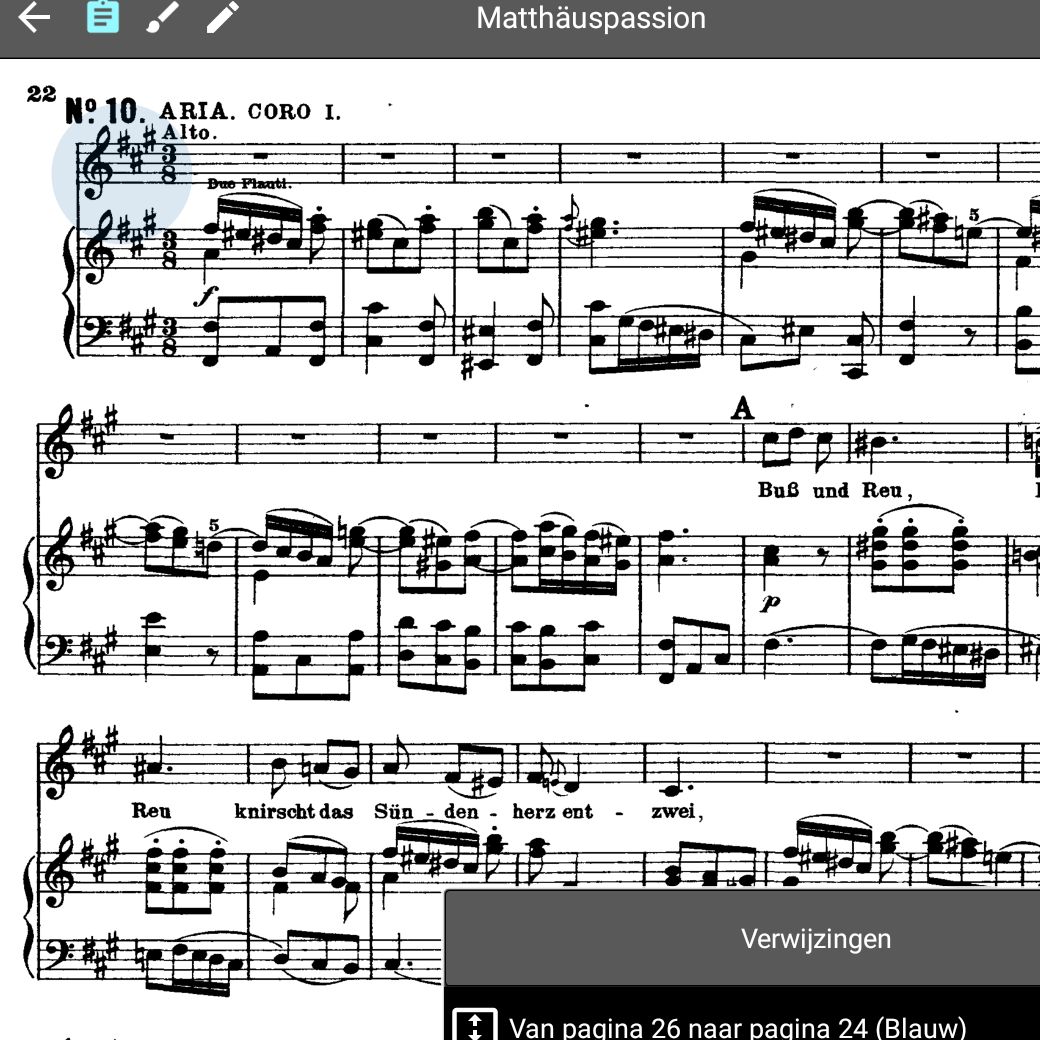 Matthäuspassion
22
Nº 10. ARIA. CORO I.
Alto.
Due Flauti.
5
f
A
Buß und Reu,
5
p
Reu knirscht das Sün - den - herz ent - zwei,
Verwijzingen
Van pagina 26 naar pagina 24 (Blauw)